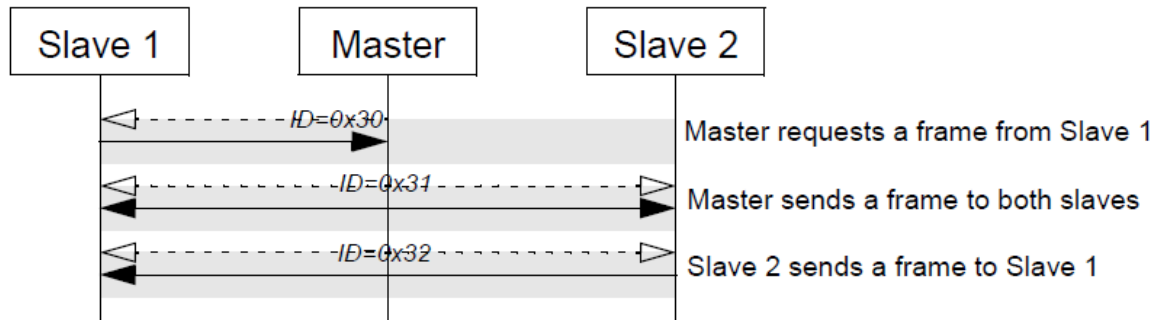 Slave 1
Master
Slave 2
ID=0x30
Master requests a frame from Slave 1
ID=0x31
Master sends a frame to both slaves
ID=0x32
Slave 2 sends a frame to Slave 1